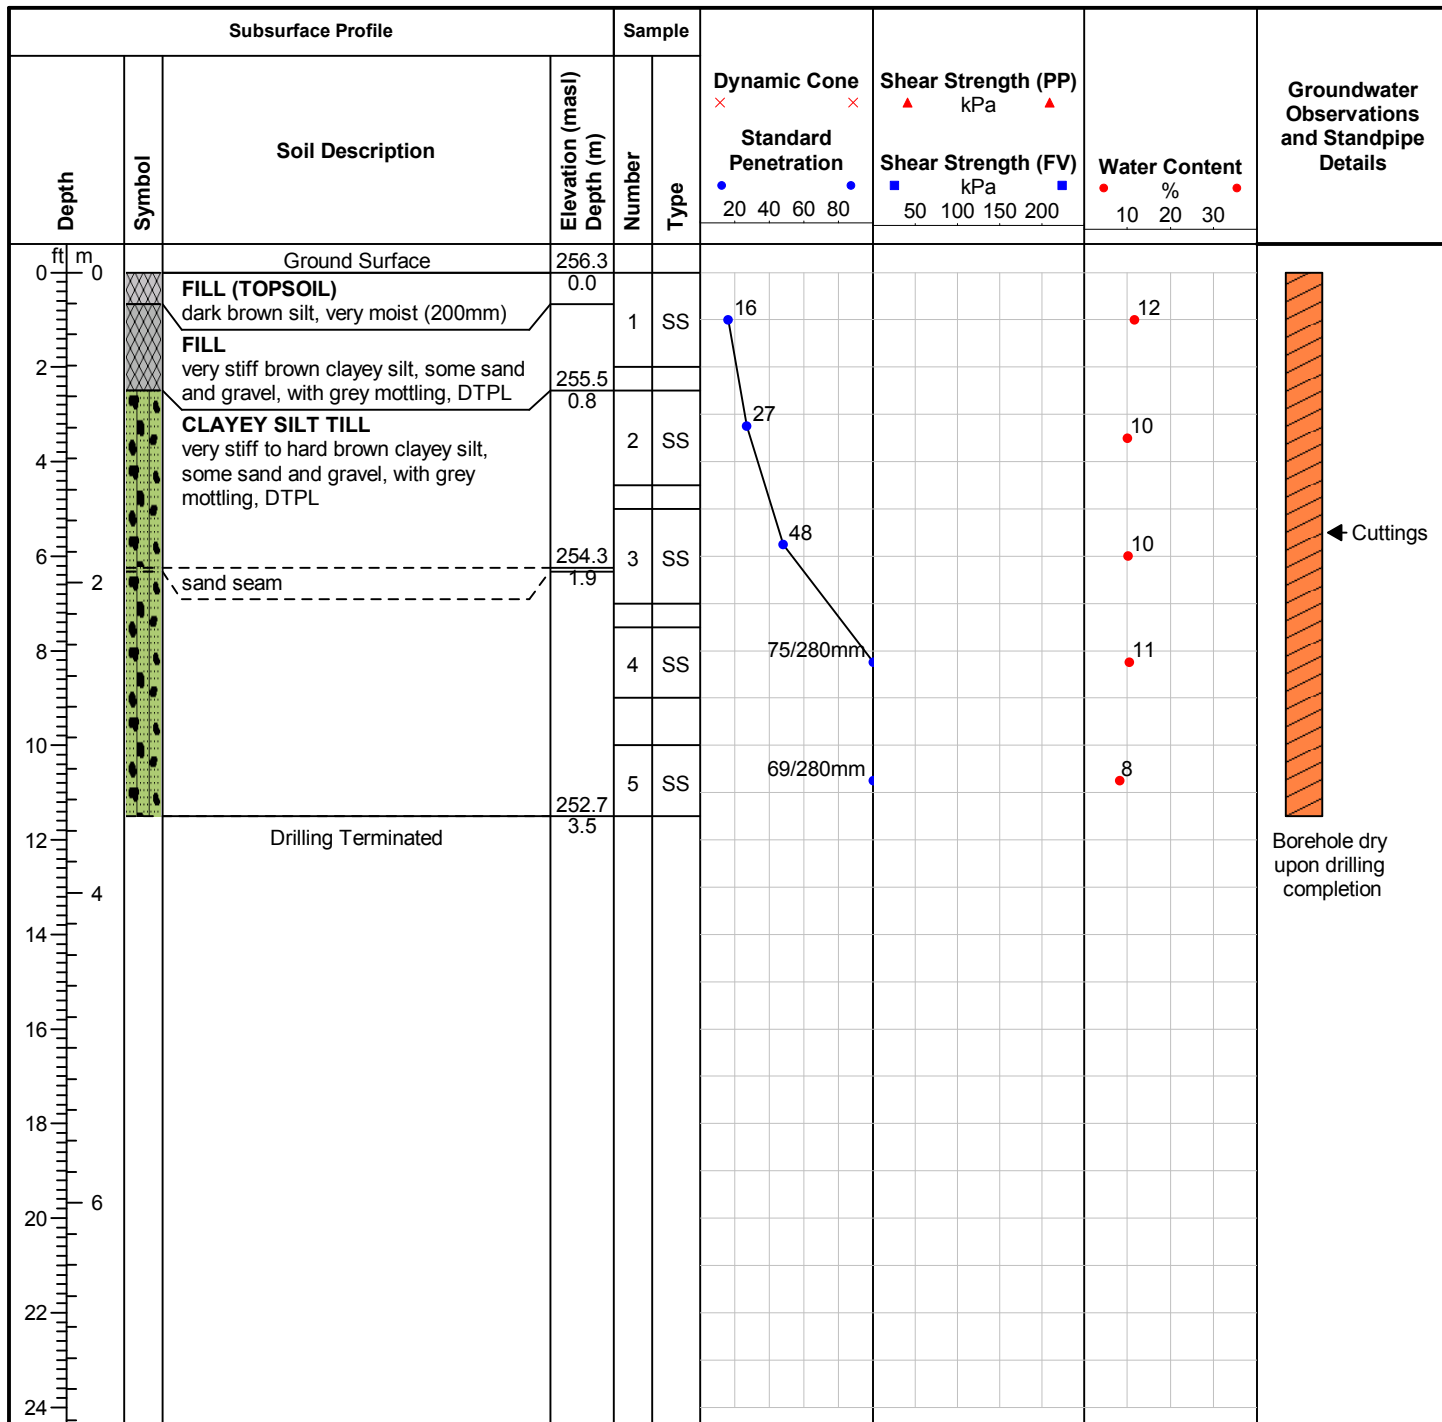 Subsurface Profile
Sample
Depth
Symbol
Soil Description
Elevation (masl)
Depth (m)
Number
Type
Dynamic Cone
Standard
Penetration
20 40 60 80
Shear Strength (PP)
kPa
Shear Strength (FV)
kPa
50 100 150 200
Water Content
%
10 20 30
Groundwater
Observations
and Standpipe
Details
ft m
0 0
2
4
6
2
8
10
12
4
14
16
18
6
20
22
24
Ground Surface
256.3
0.0
FILL (TOPSOIL)
dark brown silt, very moist (200mm)
FILL
very stiff brown clayey silt, some sand
and gravel, with grey mottling, DTPL
255.5
0.8
CLAYEY SILT TILL
very stiff to hard brown clayey silt,
some sand and gravel, with grey
mottling, DTPL
254.3
1.9
sand seam
252.7
3.5
Drilling Terminated
1 SS
2 SS
3 SS
4 SS
5 SS
16
27
48
75/280mm
69/280mm
12
10
10
11
8
Cuttings
Borehole dry
upon drilling
completion